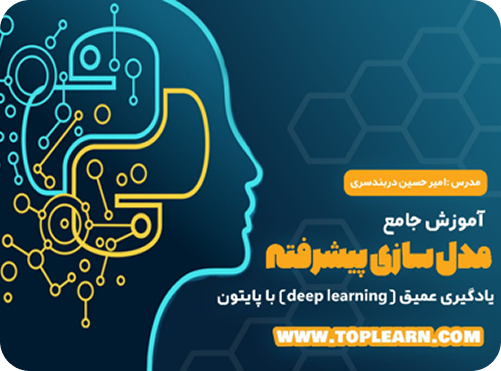 مدرس :امیر حسین دربندسری
آموزش جامع
مدل سازی پیشرفته
یادگیری عمیق (deep learning) با پایتون
WWW.TOPLEARN.COM